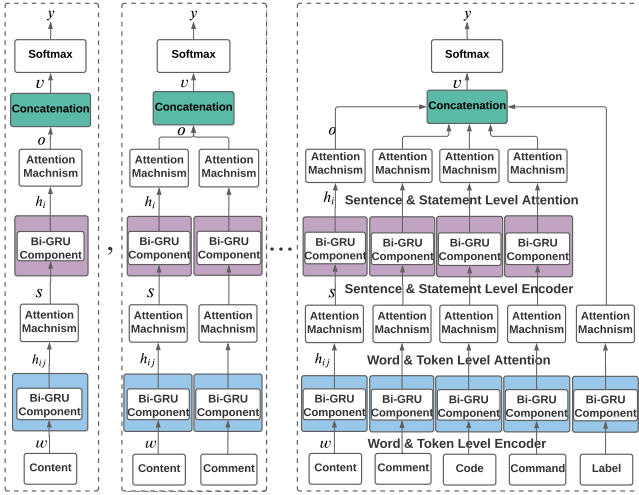 y y y
Softmax Softmax Softmax
v v v
Concatenation Concatenation Concatenation
o o o
Attention Machnism Attention Machnism Attention Machnism Attention Machnism Attention Machnism Attention Machnism Attention Machnism
h_i h_i h_i Sentence & Statement Level Attention
Bi-GRU Component Bi-GRU Component Bi-GRU Component Bi-GRU Component Bi-GRU Component Bi-GRU Component Bi-GRU Component
, ...
s s s Sentence & Statement Level Encoder
Attention Machnism Attention Machnism Attention Machnism Attention Machnism Attention Machnism Attention Machnism Attention Machnism Attention Machnism
h_ij h_ij h_ij Word & Token Level Attention
Bi-GRU Component Bi-GRU Component Bi-GRU Component Bi-GRU Component Bi-GRU Component Bi-GRU Component Bi-GRU Component Bi-GRU Component
w w w Word & Token Level Encoder
Content Content Comment Content Comment Code Command Label